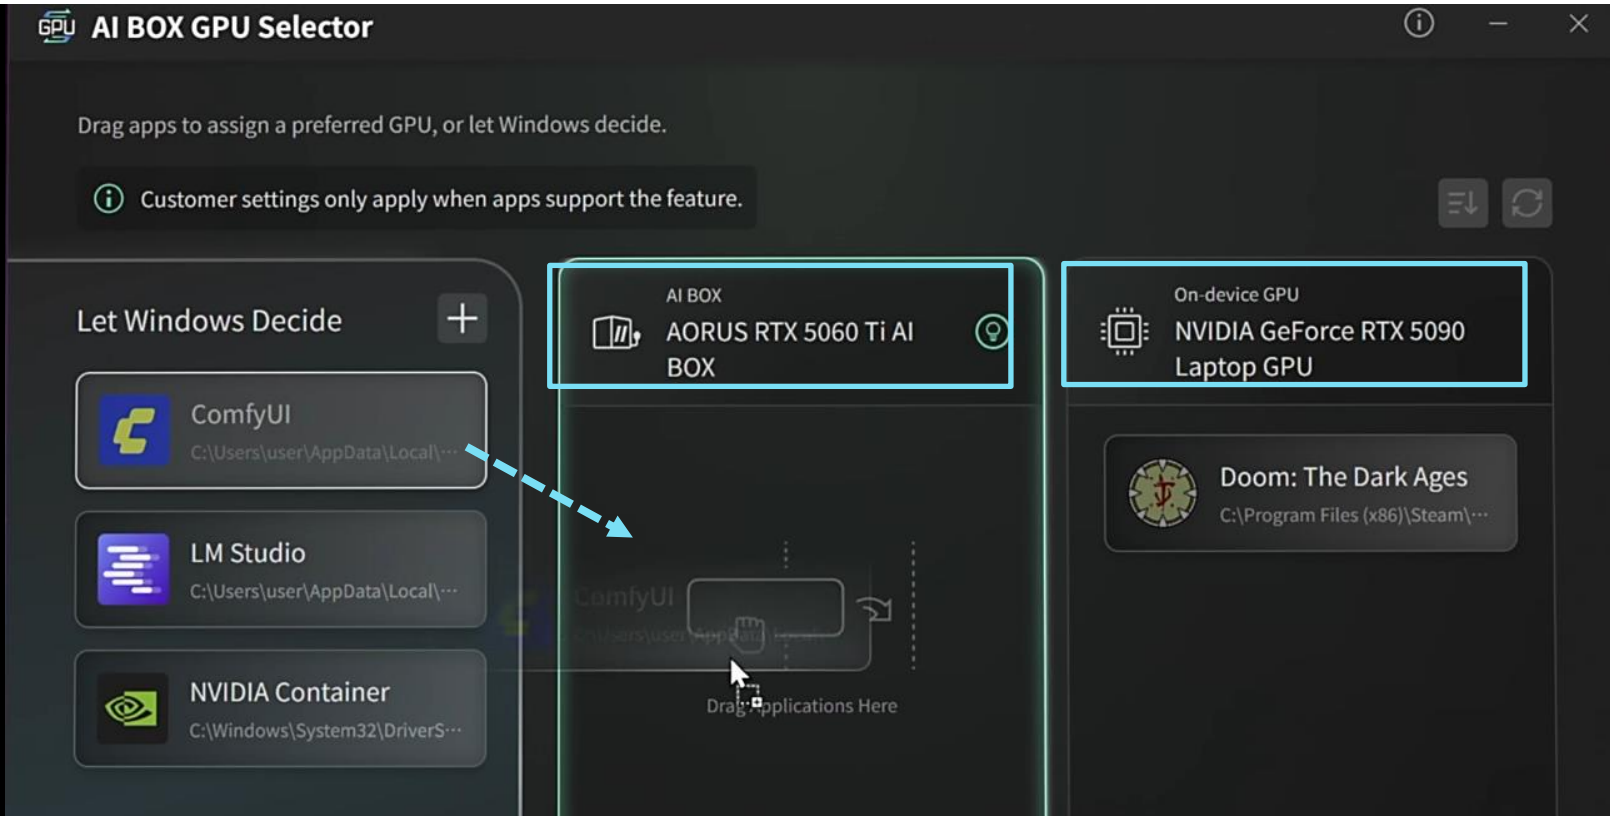 GPU AI BOX GPU Selector
Drag apps to assign a preferred GPU, or let Windows decide.
Customer settings only apply when apps support the feature.
Let Windows Decide
ComfyUI
C:\Users\user\AppData\Local\···
LM Studio
C:\Users\user\AppData\Local\···
NVIDIA Container
C:\Windows\System32\DriverS···
AI BOX
AORUS RTX 5060 Ti AI
BOX
ComfyUI
Drag Applications Here
On-device GPU
NVIDIA GeForce RTX 5090
Laptop GPU
Doom: The Dark Ages
C:\Program Files (x86)\Steam\···